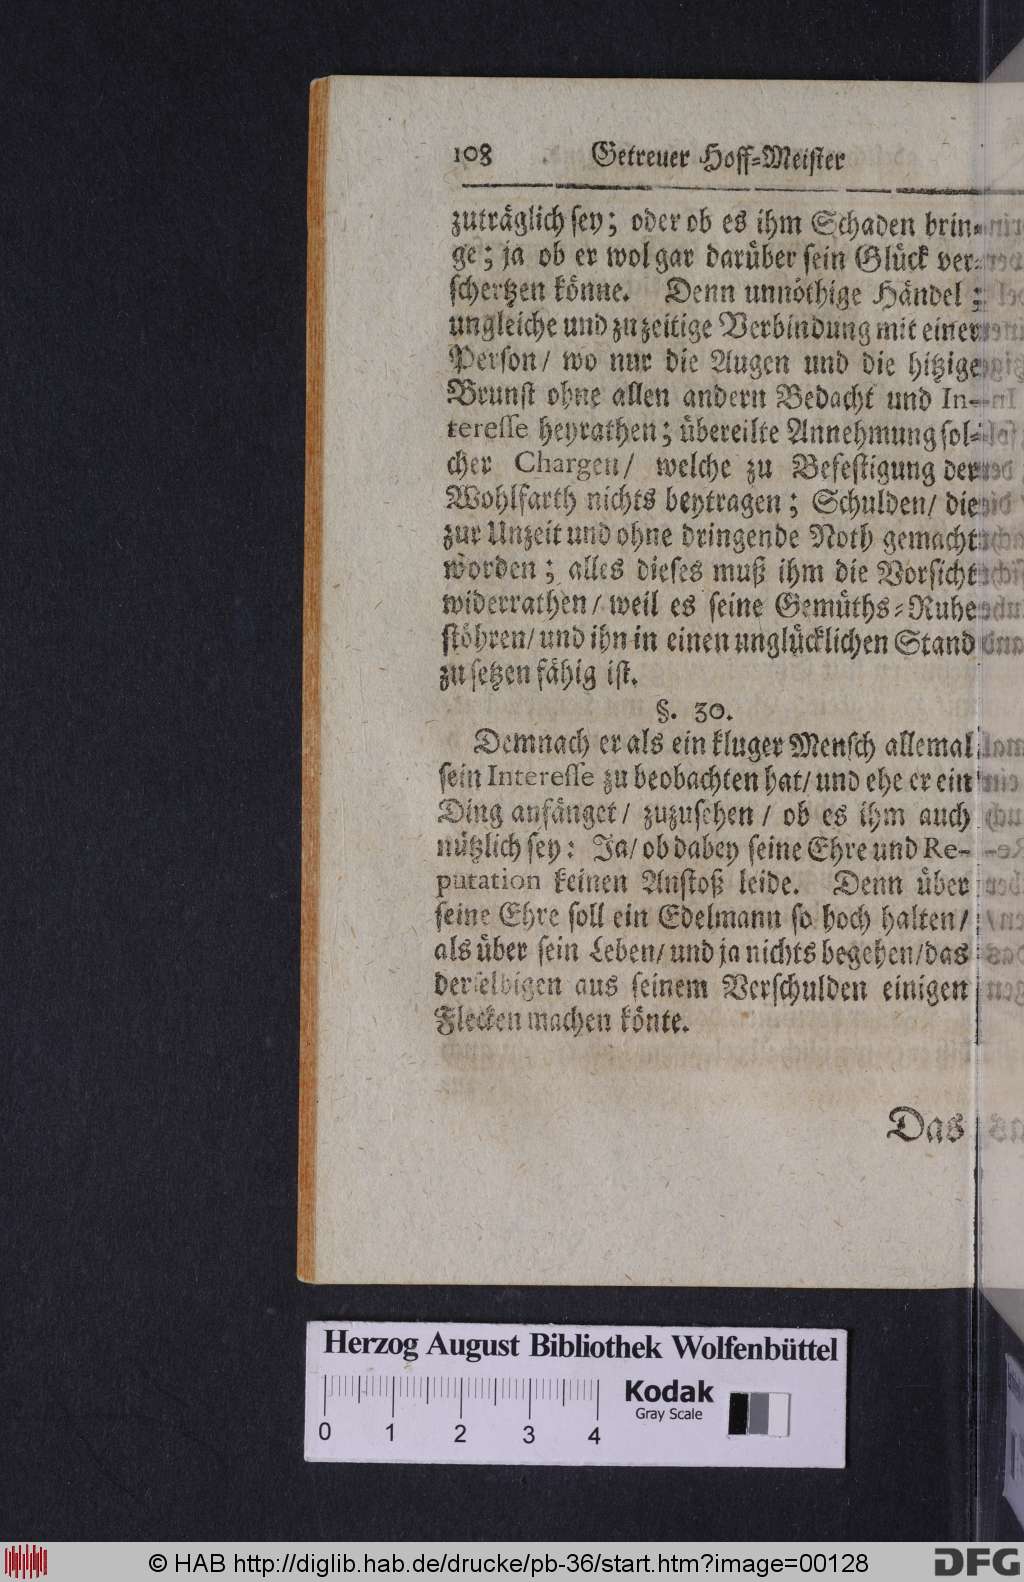 108 Getreuer Hoff=Meister
zuträglich sey; oder ob es ihm Schaden brin=
ge; ja ob er wol gar darüber sein Glück ver=
schertzen könne. Denn unnöthige Händel;
ungleiche und zuzeitige Verbindung mit einer
Person/ wo nur die Augen und die hitzige
Brunst ohne allen andern Bedacht und In-
teresse heyrathen; übereilte Annehmung sol=
cher Chargen/ welche zu Befestigung der
Wohlfarth nichts beytragen; Schulden/ die
zur Unzeit und ohne dringende Noth gemacht
worden; alles dieses muß ihm die Vorsicht
widerrathen/ weil es seine Gemüths=Ruhe
stöhren/ und ihn in einen unglücklichen Stand
zu setzen fähig ist.
§. 30.
Demnach er als ein kluger Mensch allemal
sein Interesse zu beobachten hat/ und ehe er ein
Ding anfänget/ zuzusehen/ ob es ihm auch
nützlich sey: Ja/ ob dabey seine Ehre und Re-
putation keinen Anstoß leide. Denn über
seine Ehre soll ein Edelmann so hoch halten/
als über sein Leben/ und ja nichts begehen/ das
derselbigen aus seinem Verschulden einigen
Flecken machen könte.
Das
Herzog August Bibliothek Wolfenbüttel
0 1 2 3 4
Kodak
Gray Scale
© HAB http://diglib.hab.de/drucke/pb-36/start.htm?image=00128
DFG